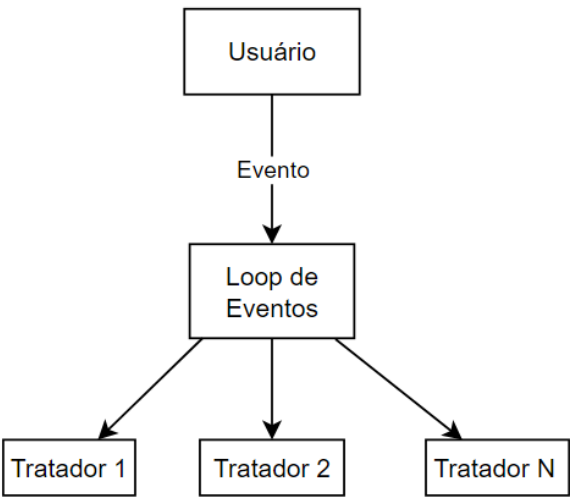 Usuário
Evento
Loop de
Eventos
Tratador 1
Tratador 2
Tratador N